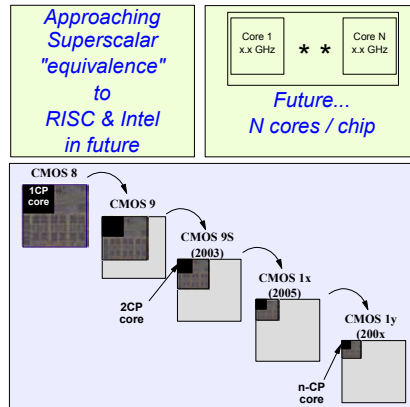 Approaching
Superscalar
"equivalence"
to
RISC & Intel
in future
Core 1
x.x GHz
* *
Core N
x.x GHz
Future...
N cores / chip
CMOS 8
1CP
core
CMOS 9
CMOS 9S
(2003)
2CP
core
CMOS 1x
(2005)
CMOS 1y
(200x
n-CP
core